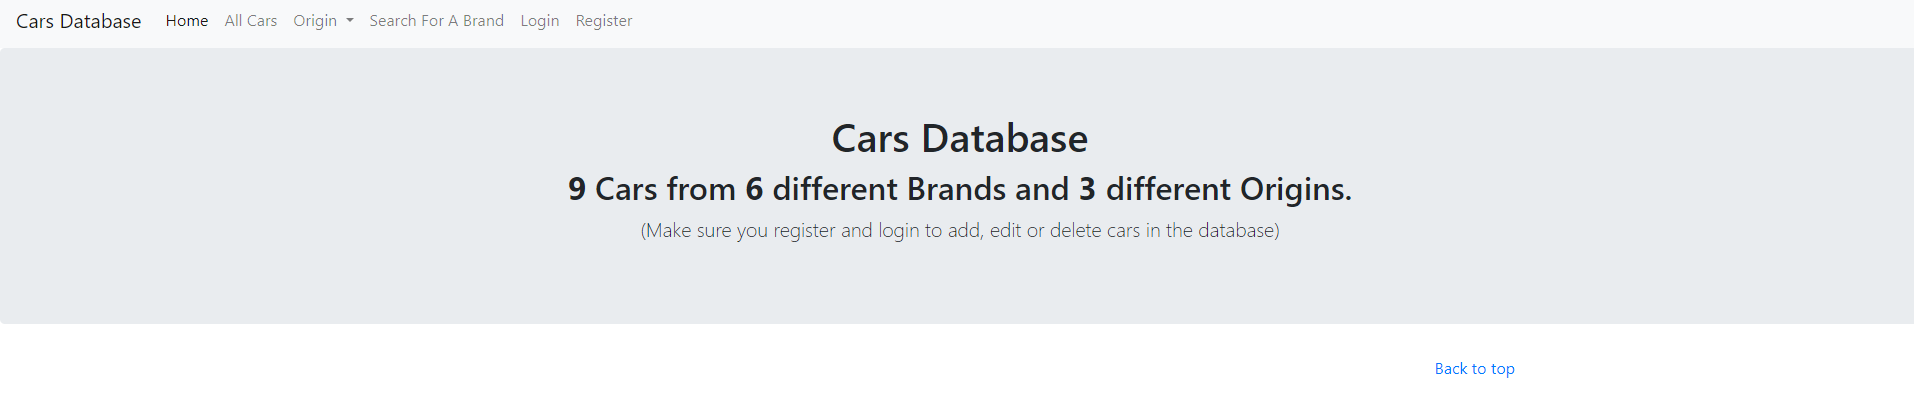 Cars Database Home All Cars Origin Search For A Brand Login Register
Cars Database
9 Cars from 6 different Brands and 3 different Origins.
(Make sure you register and login to add, edit or delete cars in the database)
Back to top